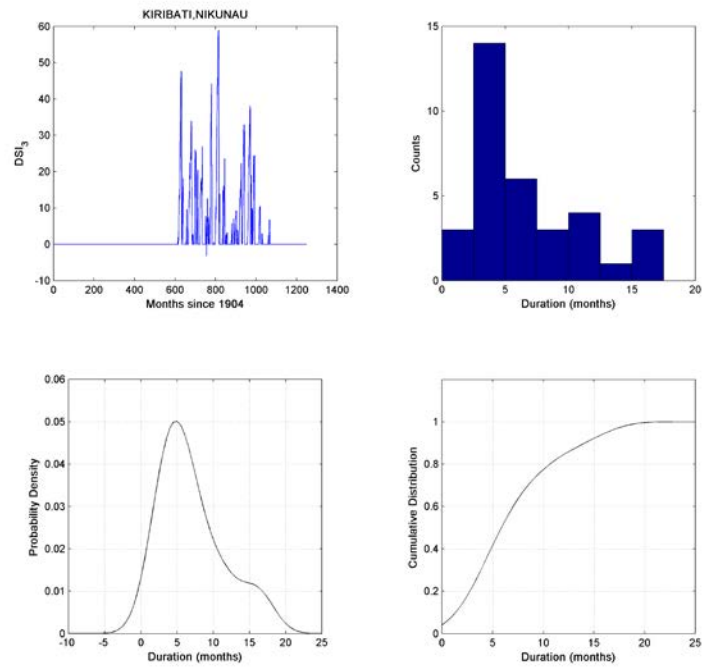 KIRIBATI,NIKUNAU
60
50
40
30
20
10
0
-10
DSI3
0 200 400 600 800 1000 1200 1400
Months since 1904
15
10
5
0
Counts
0 5 10 15 20
Duration (months)
0.06
0.05
0.04
0.03
0.02
0.01
0
Probability Density
-10 -5 0 5 10 15 20 25
Duration (months)
1
0.8
0.6
0.4
0.2
0
Cumulative Distribution
0 5 10 15 20 25
Duration (months)